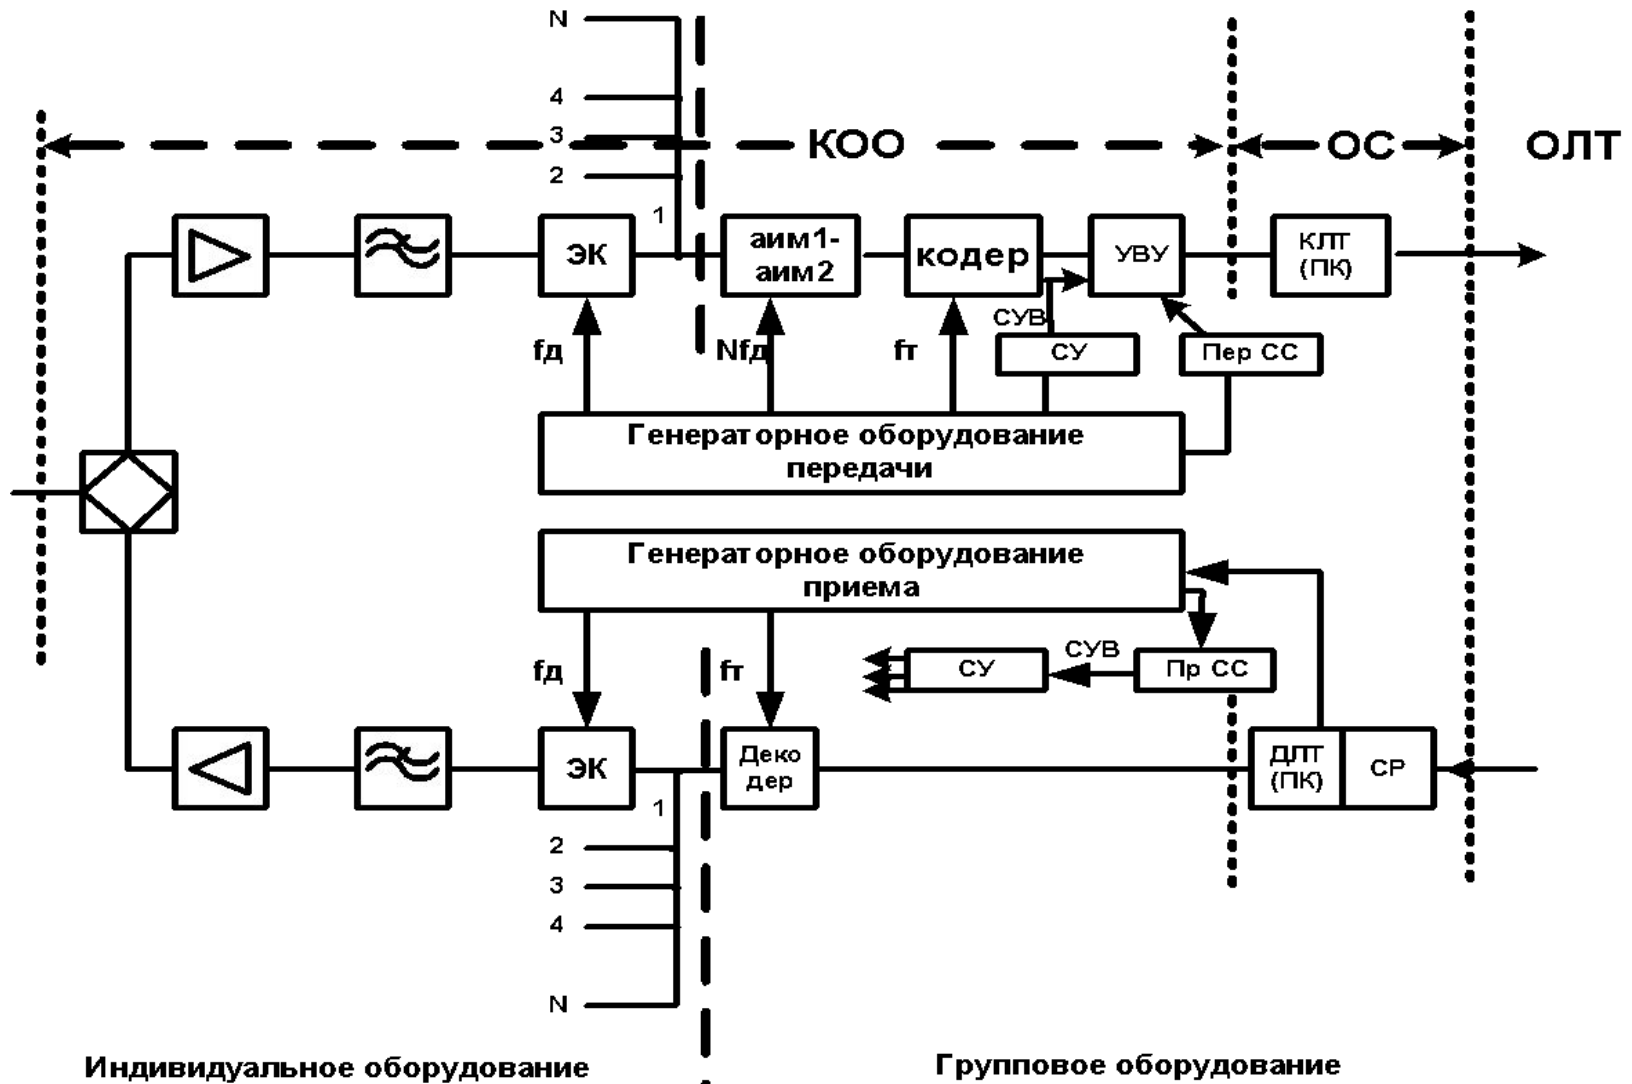 N
4
3
2
1
КОО
ОС
ОЛТ
ЭК
аим1-
аим2
кодер
УВУ
КЛТ
(ПК)
fд
Nfд
fт
СУВ
СУ
Пер СС
Генераторное оборудование
передачи
Генераторное оборудование
приема
fд
fт
СУ
СУВ
Пр СС
ЭК
Деко
дер
ДЛТ
(ПК)
СР
1
2
3
4
N
Индивидуальное оборудование
Групповое оборудование